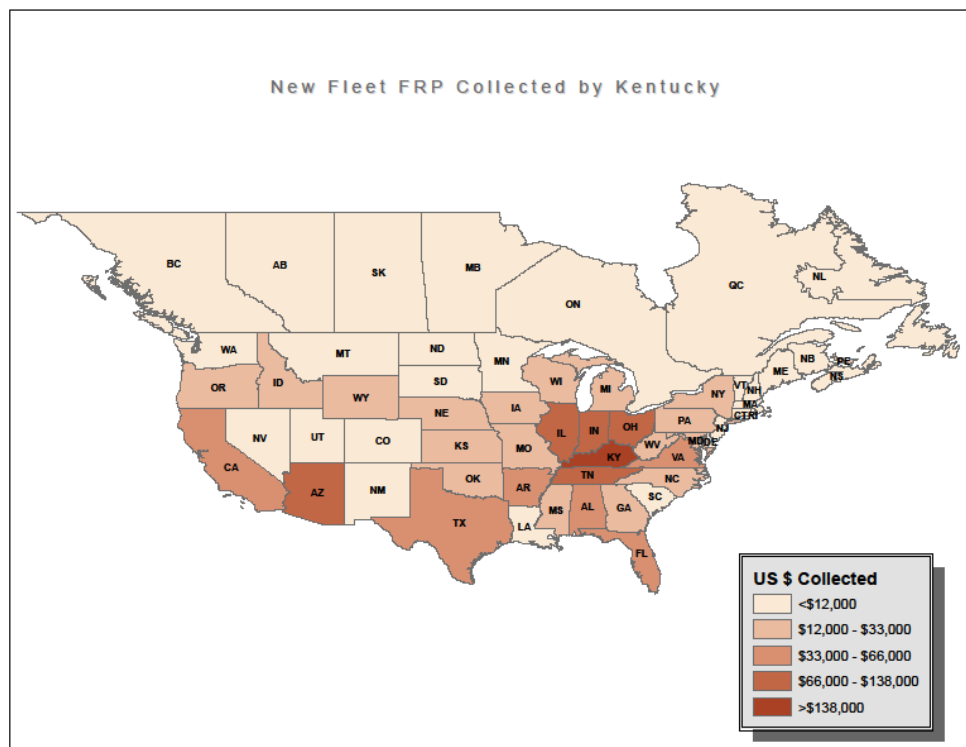 New Fleet FRP Collected by Kentucky
BC
AB
SK
MB
ON
QC
NL
WA
MT
ND
MN
ME
NB
PE
NS
OR
ID
WY
SD
WI
MI
NY
VT
NH
MA
CT RI
NV
UT
CO
NE
IA
IL
IN
OH
PA
NJ
MD
DE
CA
AZ
NM
KS
MO
KY
WV
VA
OK
AR
TN
NC
TX
LA
MS
AL
GA
SC
FL
US $ Collected
<$12,000
$12,000 - $33,000
$33,000 - $66,000
$66,000 - $138,000
>$138,000